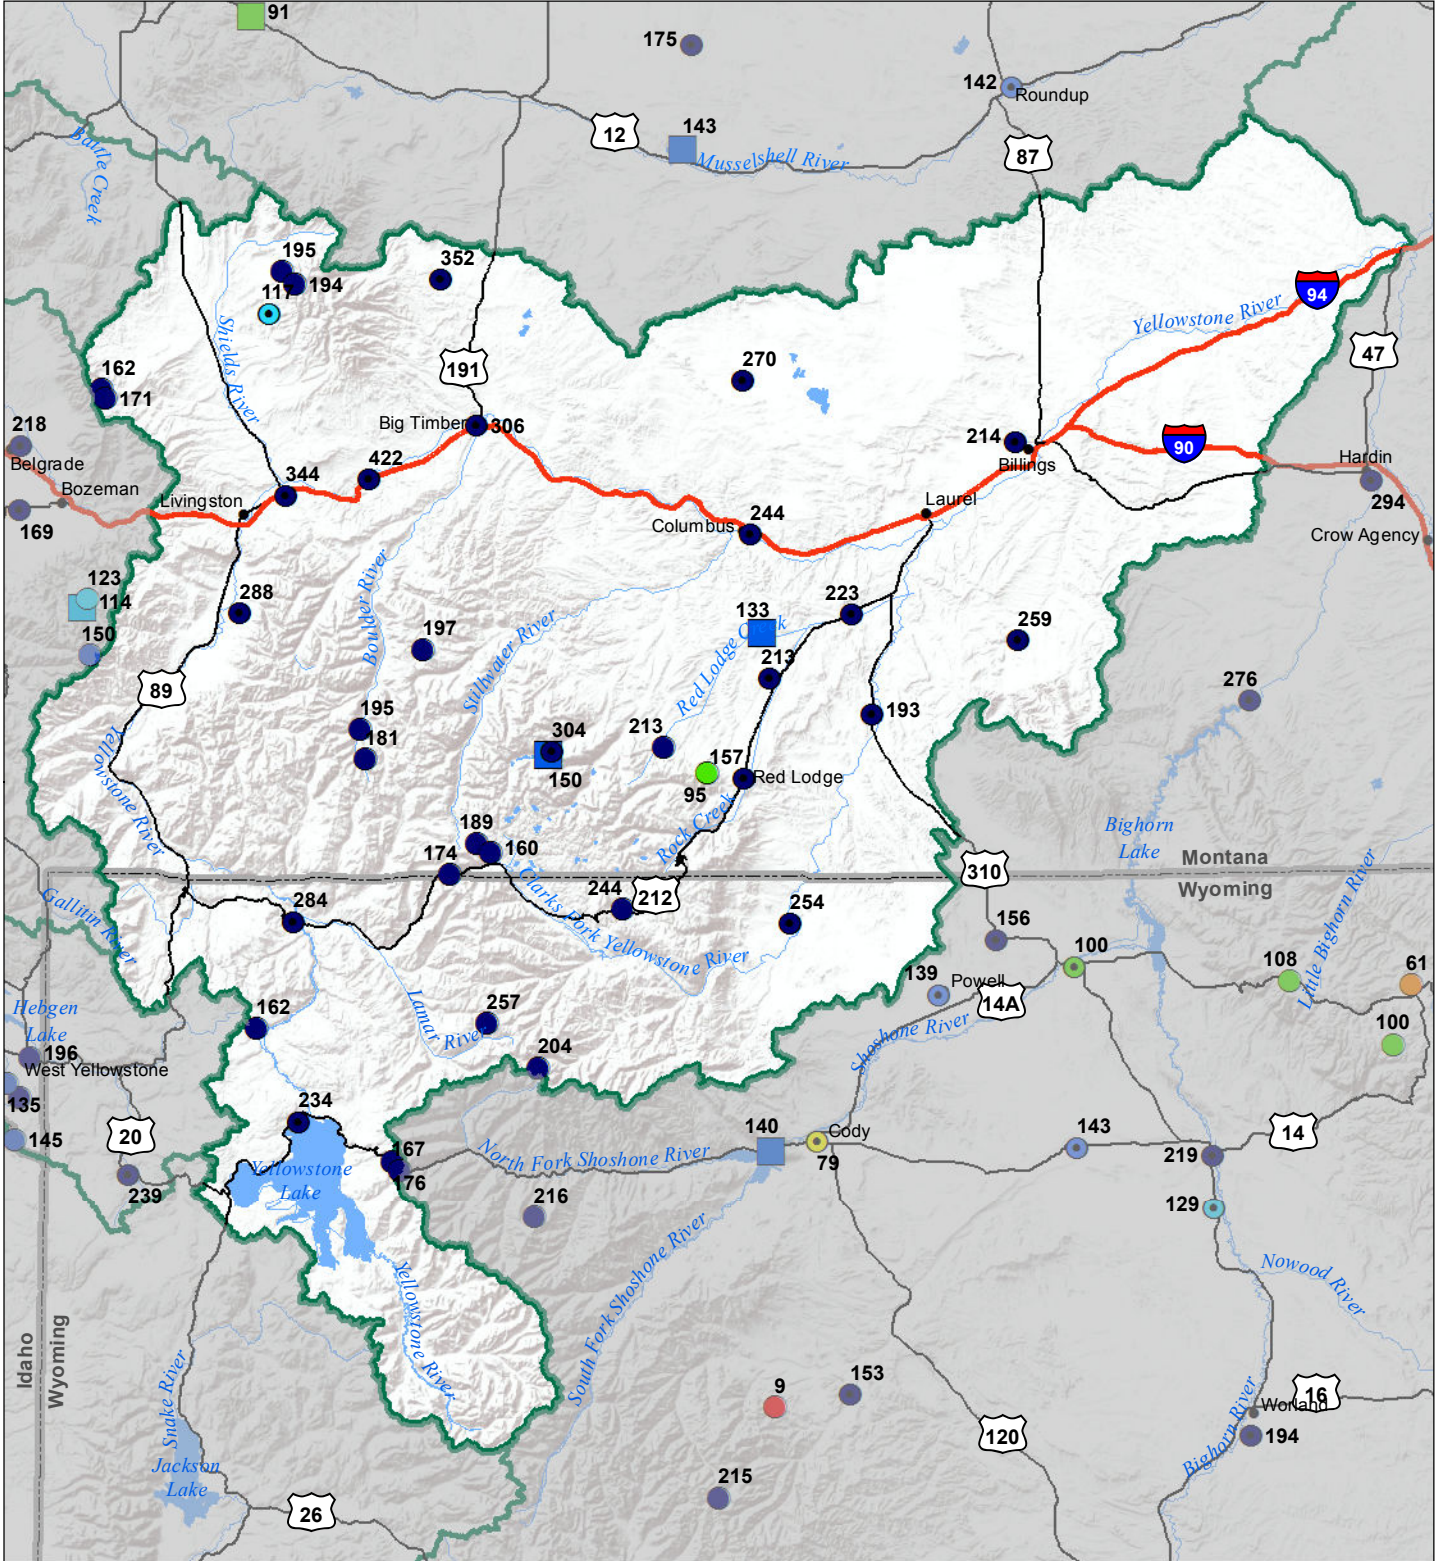 91
175
142
Roundup
12
143
Musselshell River
87
Battle Creek
195
194
117
352
Shields River
94
Yellowstone River
47
191
270
162
171
218
Belgrade
Big Timber
306
214
Billings
90
Hardin
294
Bozeman
169
Livingston
344
422
Laurel
Columbus
244
Crow Agency
123
114
150
288
Boulder River
197
Stillwater River
133
Red Lodge Creek
223
213
259
89
276
195
181
304
150
213
193
157
95
Red Lodge
Yellowstone River
189
160
174
Rock Creek
Bighorn
Lake
Montana
Wyoming
310
244
212
Clarks Fork Yellowstone River
254
284
Gallitin River
156
100
139
Powell
14A
108
61
Little Bighorn River
100
Hebgen
Lake
196
West Yellowstone
162
Lamar River
257
204
Shoshone River
135
145
20
234
239
Yellowstone
Lake
167
176
North Fork Shoshone River
140
Cody
79
143
14
219
129
216
South Fork Shoshone River
Nowood River
Yellowstone River
Idaho
Wyoming
Snake River
Jackson
Lake
26
9
153
215
120
16
Worland
194
Bighorn River